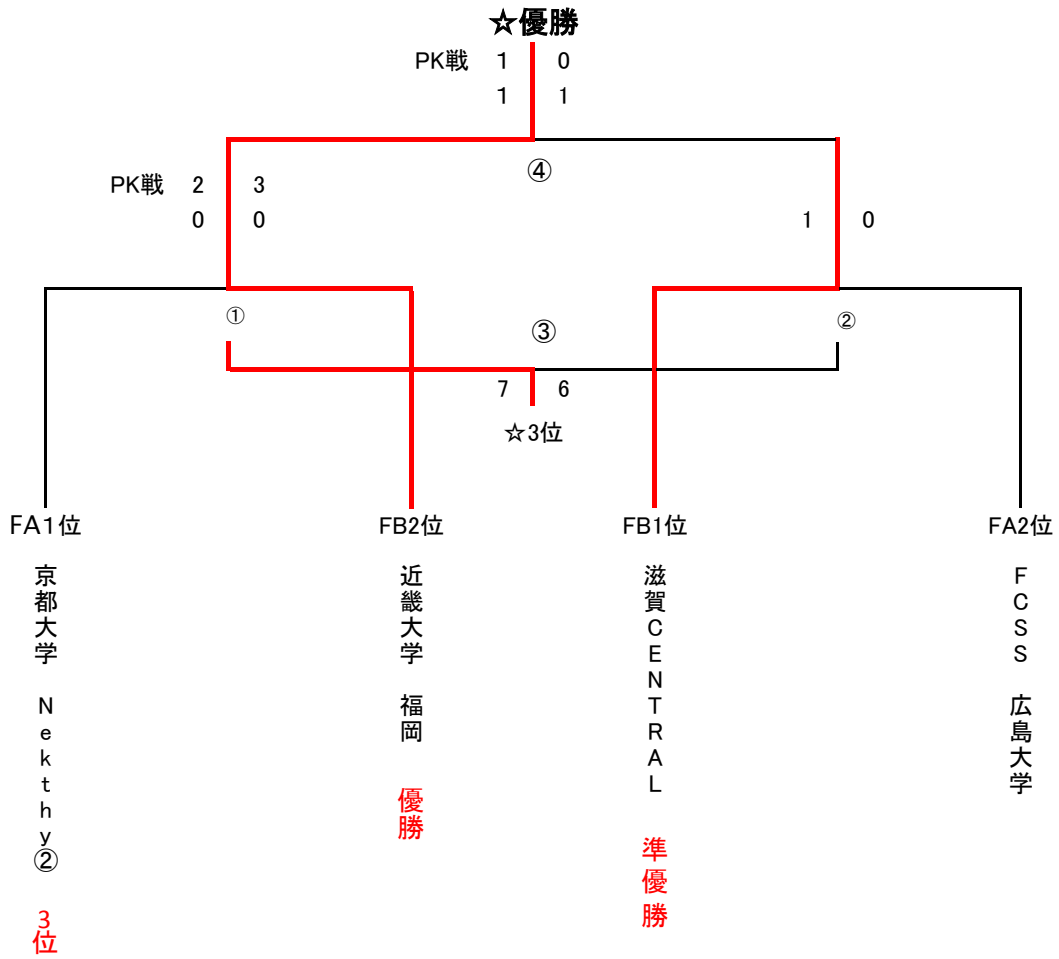 ☆優勝
PK戦 1 0
1 1
④
PK戦 2 3
0 0
1 0
①
③
②
7 6
☆3位
FA1位
FB2位
FB1位
FA2位
京都大学 Nekthy② 3位
近畿大学 福岡 優勝
滋賀CENTRAL 準優勝
FCSS 広島大学